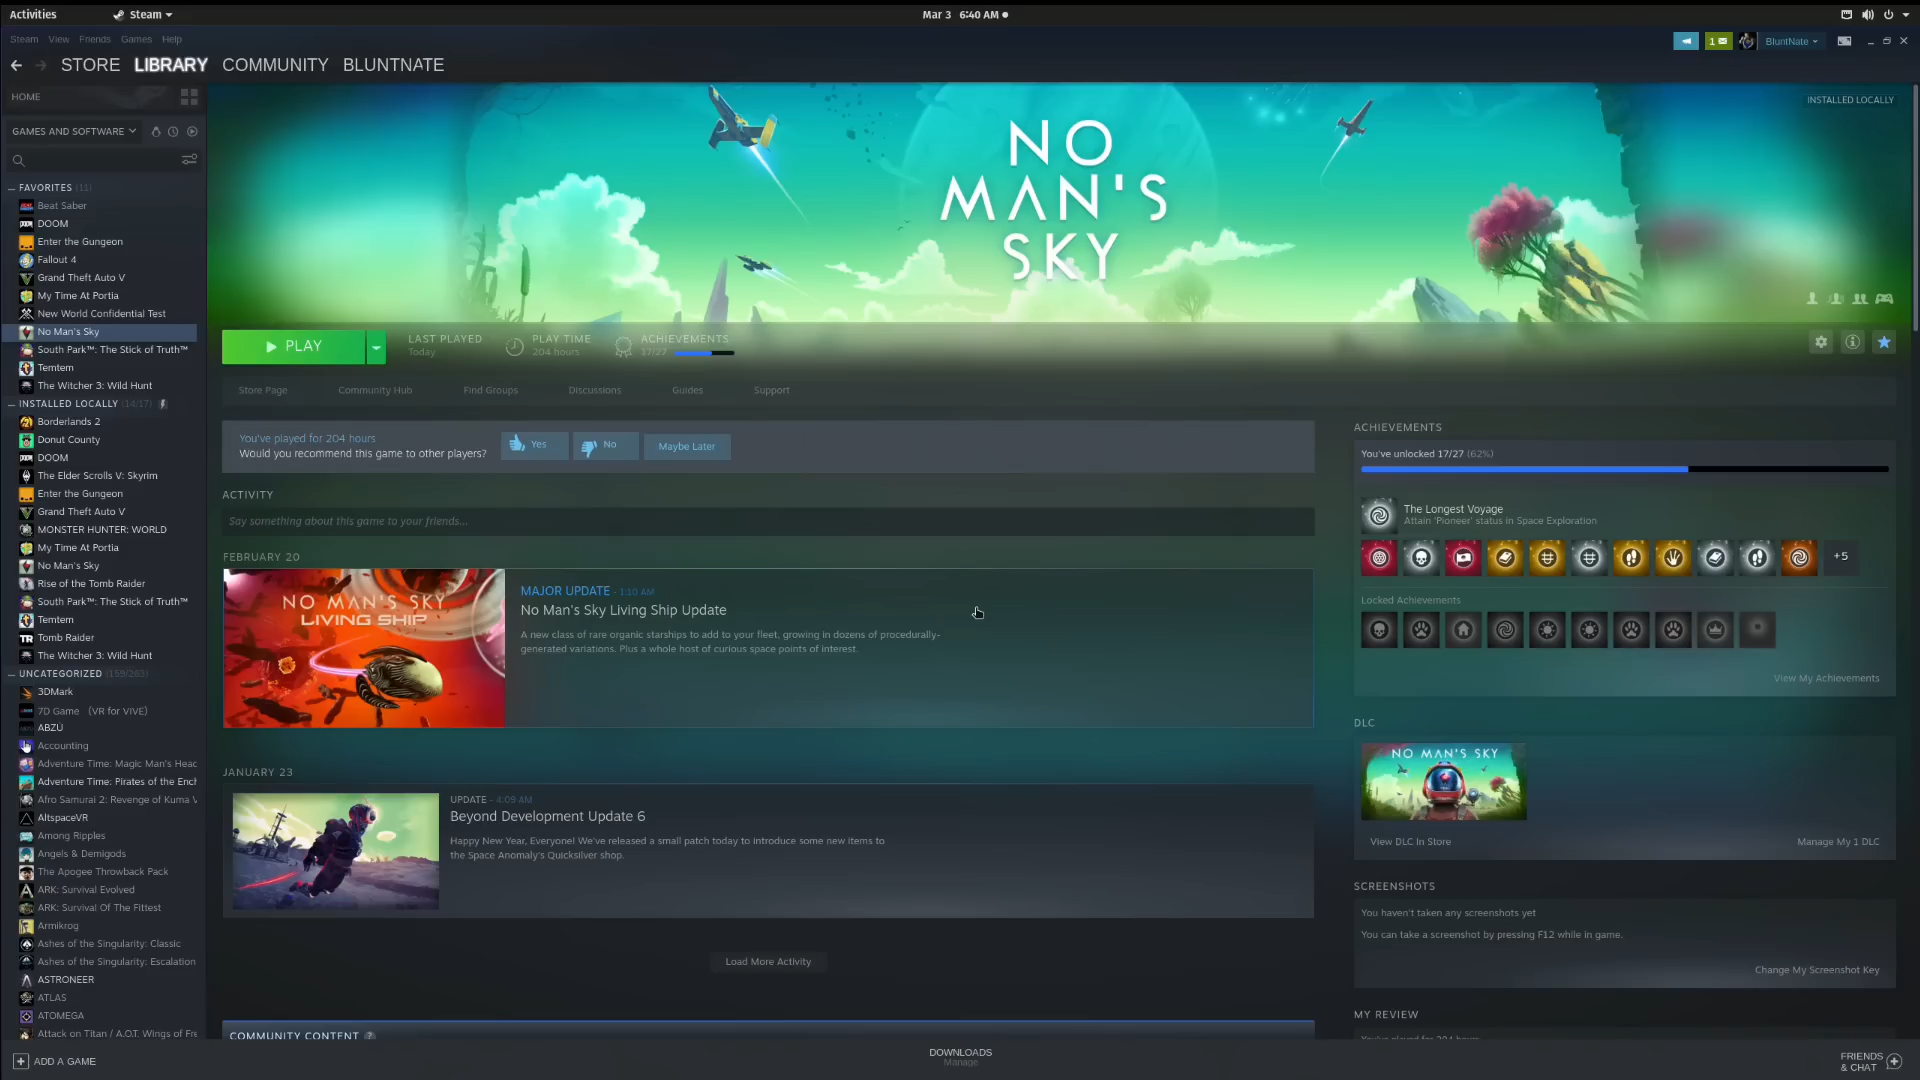 Activities
Steam
Mar 3 6:40 AM
Steam View Friends Games Help
1
BluntNate
STORE LIBRARY COMMUNITY BLUNTNATE
HOME
GAMES AND SOFTWARE
FAVORITES (11)
Beat Saber
DOOM
Enter the Gungeon
Fallout 4
Grand Theft Auto V
My Time At Portia
New World Confidential Test
No Man's Sky
South Park™: The Stick of Truth™
Temtem
The Witcher 3: Wild Hunt
INSTALLED LOCALLY (14/17)
Borderlands 2
Donut County
DOOM
The Elder Scrolls V: Skyrim
Enter the Gungeon
Grand Theft Auto V
MONSTER HUNTER: WORLD
My Time At Portia
No Man's Sky
Rise of the Tomb Raider
South Park™: The Stick of Truth™
Temtem
Tomb Raider
The Witcher 3: Wild Hunt
UNCATEGORIZED (159/263)
3DMark
7D Game (VR for VIVE)
ABZU
Accounting
Adventure Time: Magic Man's Head
Adventure Time: Pirates of the Ench
Afro Samurai 2: Revenge of Kuma V
AltspaceVR
Among Ripples
Angels & Demigods
The Apogee Throwback Pack
ARK: Survival Evolved
ARK: Survival Of The Fittest
Armikrog
Ashes of the Singularity: Classic
Ashes of the Singularity: Escalation
ASTRONEER
ATLAS
ATOMEGA
Attack on Titan / A.O.T. Wings of Fre
ADD A GAME
INSTALLED LOCALLY
NO
MAN'S
SKY
PLAY
LAST PLAYED
Today
PLAY TIME
204 hours
ACHIEVEMENTS
17/27
Store Page Community Hub Find Groups Discussions Guides Support
You've played for 204 hours
Would you recommend this game to other players?
Yes
No
Maybe Later
ACTIVITY
Say something about this game to your friends...
FEBRUARY 20
NO MAN'S SKY
LIVING SHIP
MAJOR UPDATE - 1:10 AM
No Man's Sky Living Ship Update
A new class of rare organic starships to add to your fleet, growing in dozens of procedurally-
generated variations. Plus a whole host of curious space points of interest.
JANUARY 23
UPDATE - 4:09 AM
Beyond Development Update 6
Happy New Year, Everyone! We've released a small patch today to introduce some new items to
the Space Anomaly's Quicksilver shop.
Load More Activity
COMMUNITY CONTENT ?
ACHIEVEMENTS
You've unlocked 17/27 (62%)
The Longest Voyage
Attain 'Pioneer' status in Space Exploration
+5
Locked Achievements
View My Achievements
DLC
NO MAN'S SKY
View DLC In Store
Manage My 1 DLC
SCREENSHOTS
You haven't taken any screenshots yet
You can take a screenshot by pressing F12 while in game.
Change My Screenshot Key
MY REVIEW
You've played for 204 hours
DOWNLOADS
Manage
FRIENDS
& CHAT